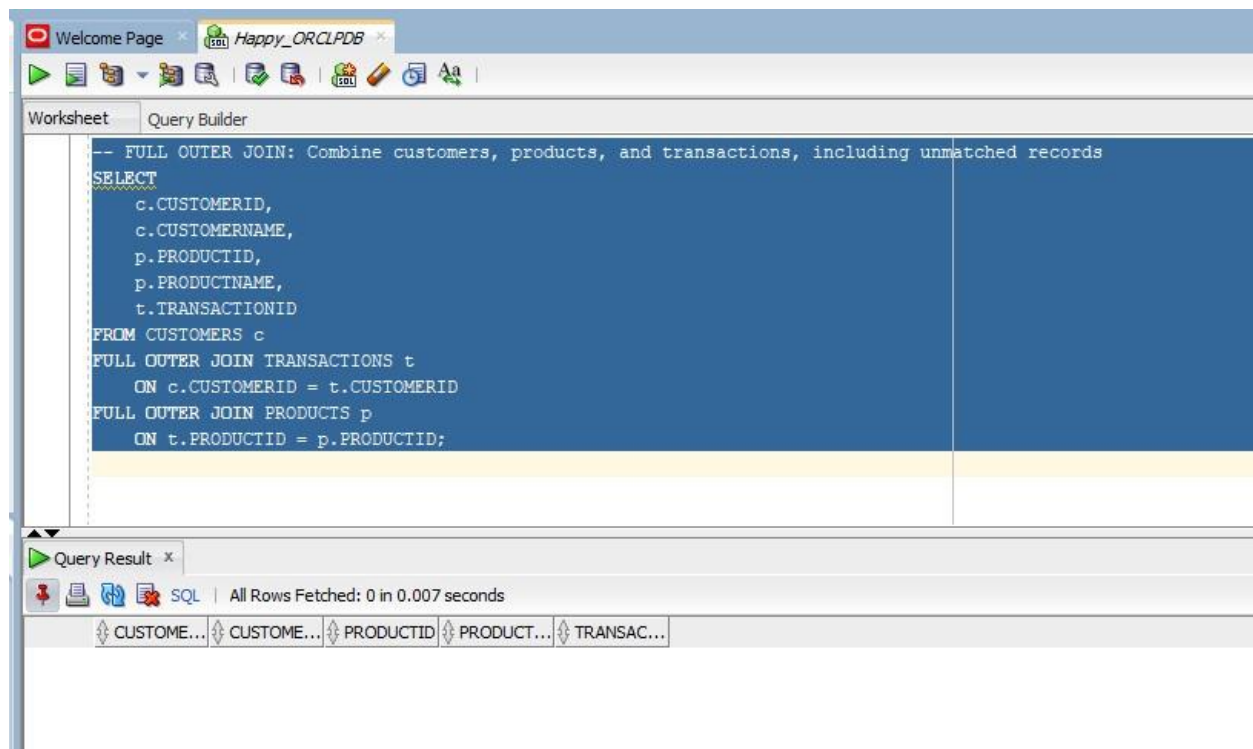 Welcome Page
Happy_ORCLPDB
Worksheet
Query Builder
-- FULL OUTER JOIN: Combine customers, products, and transactions, including unmatched records
SELECT
c.CUSTOMERID,
c.CUSTOMERNAME,
p.PRODUCTID,
p.PRODUCTNAME,
t.TRANSACTIONID
FROM CUSTOMERS c
FULL OUTER JOIN TRANSACTIONS t
ON c.CUSTOMERID = t.CUSTOMERID
FULL OUTER JOIN PRODUCTS p
ON t.PRODUCTID = p.PRODUCTID;
Query Result
SQL | All Rows Fetched: 0 in 0.007 seconds
CUSTOME... CUSTOME... PRODUCTID PRODUCT... TRANSAC...